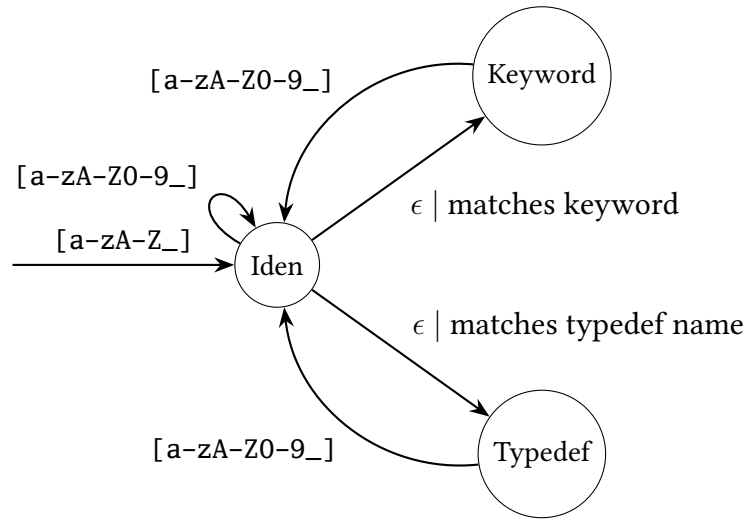 Keyword
[a-zA-Z0-9_]
[a-zA-Z0-9_]
ϵ | matches keyword
[a-zA-Z_]
Iden
ϵ | matches typedef name
[a-zA-Z0-9_]
Typedef